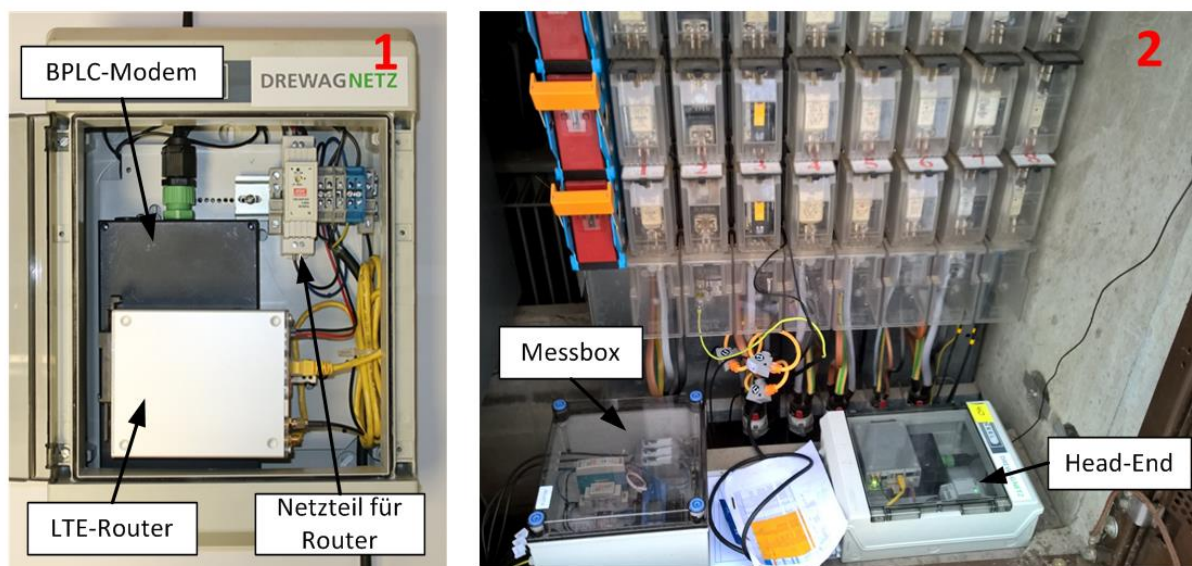 1
BPLC-Modem
DREWAGNETZ
LTE-Router
Netzteil für
Router
2
1 2 3 4 5 6 7 8
Messbox
Head-End